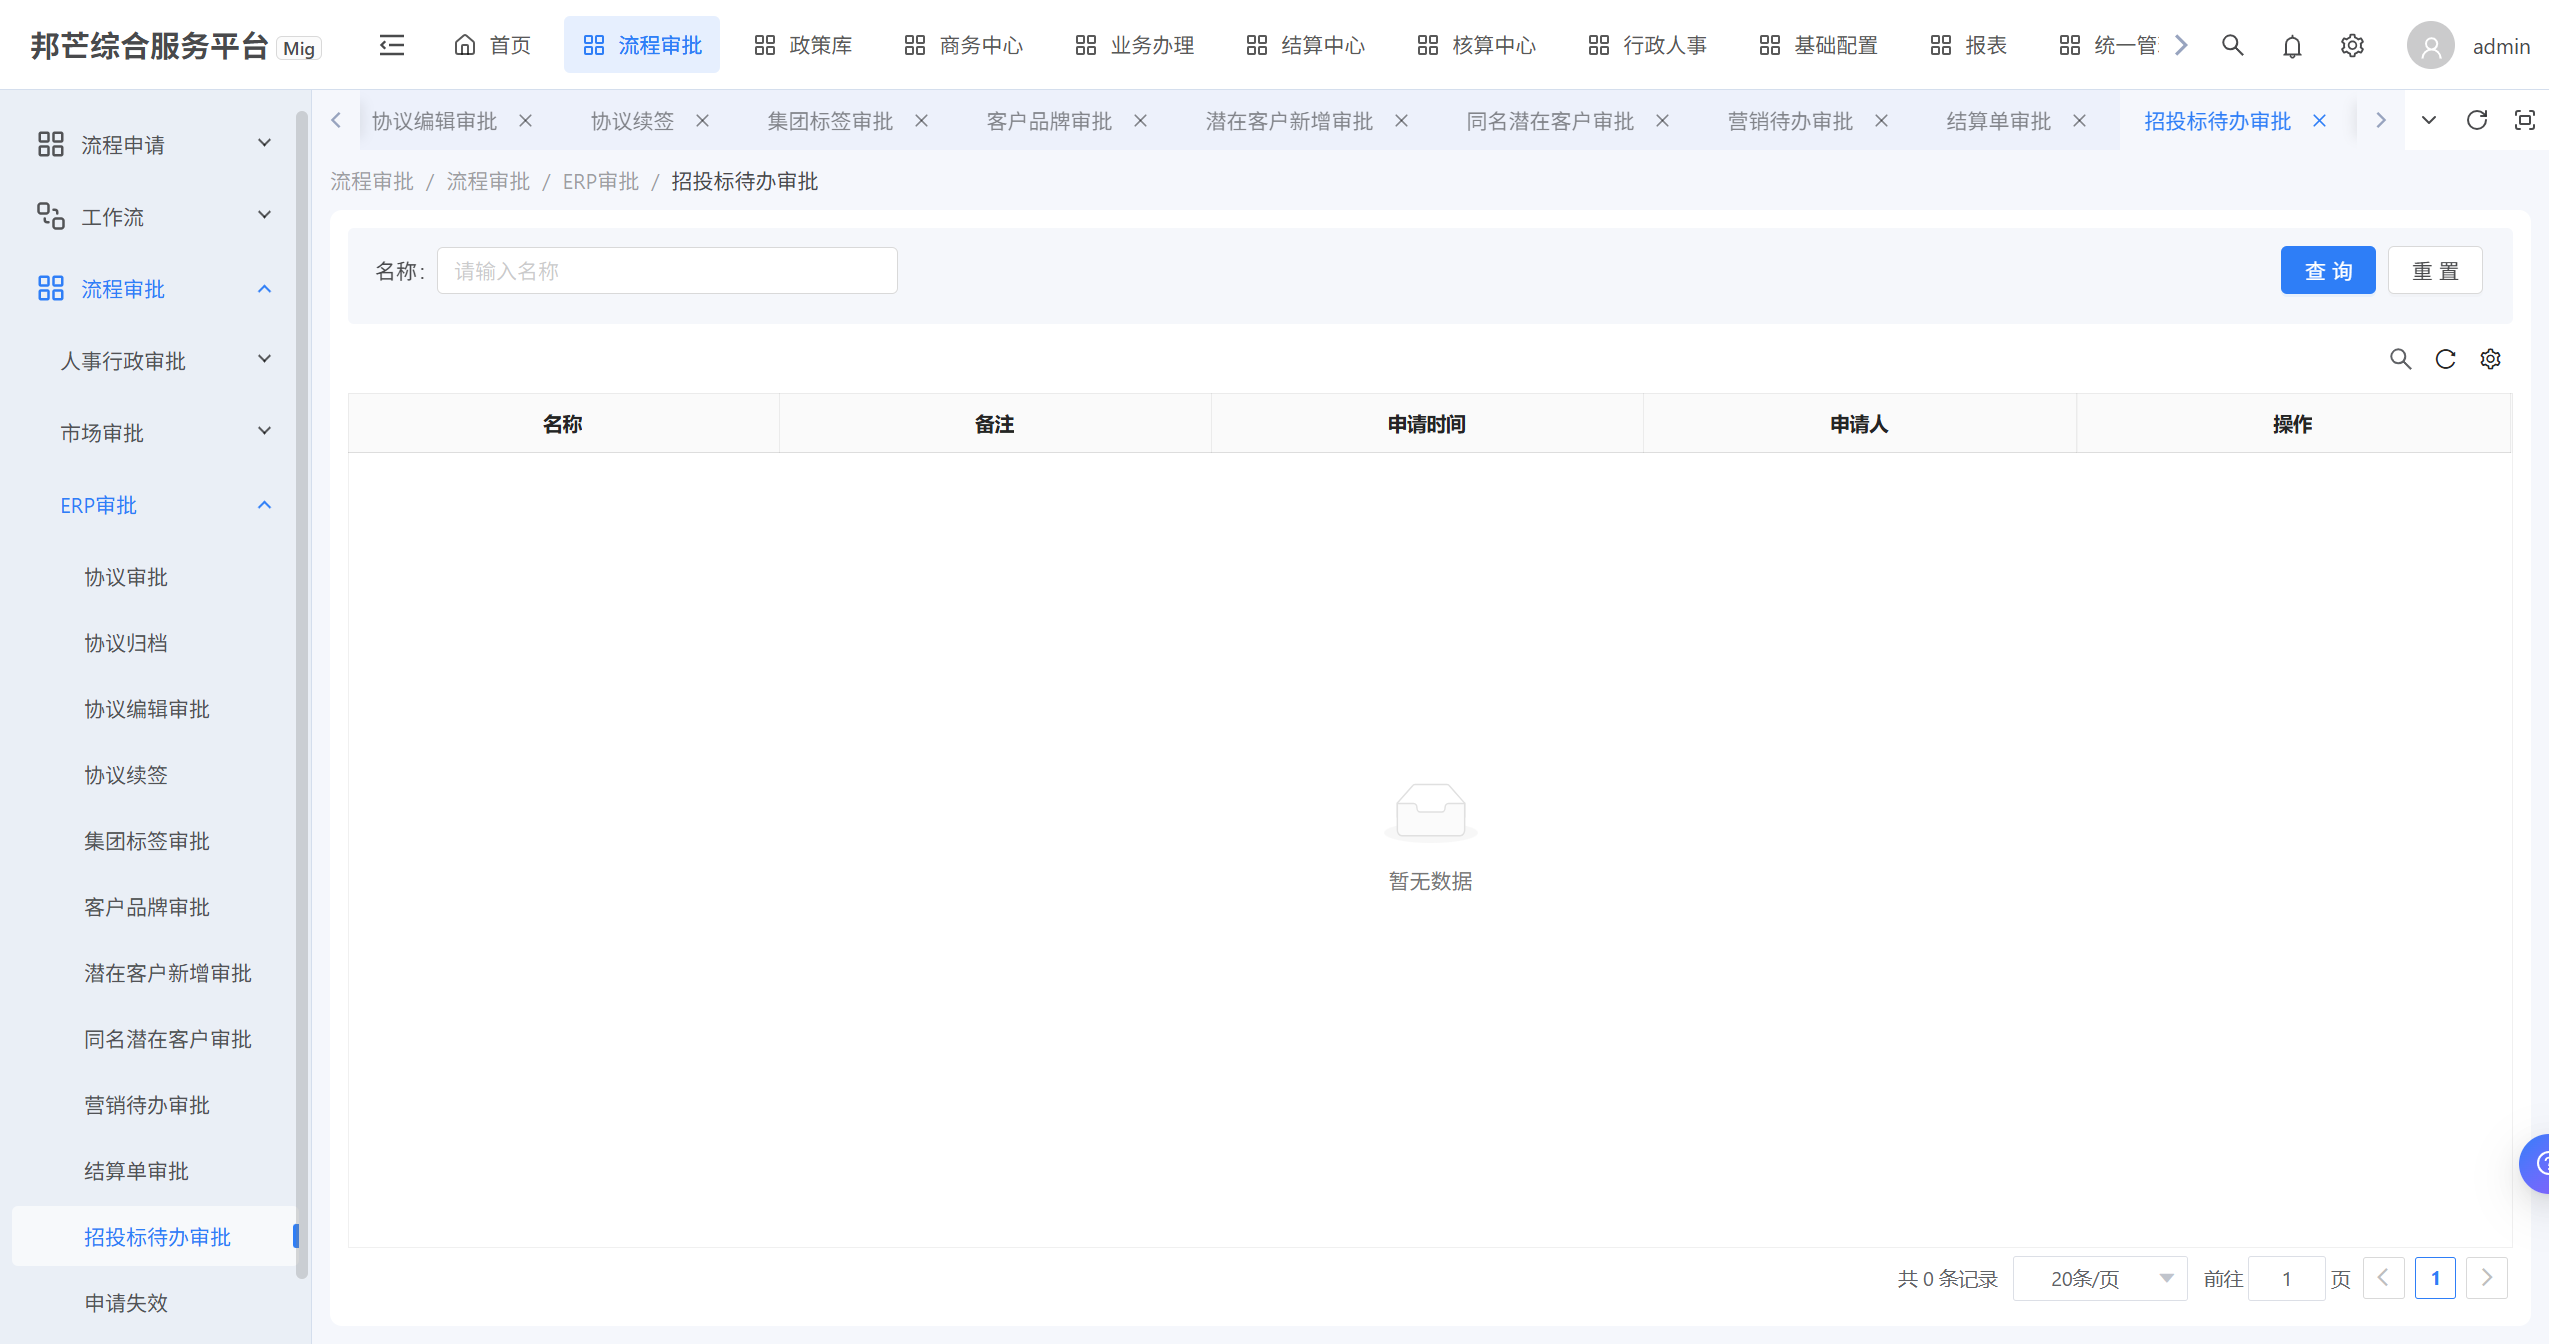 邦芒综合服务平台 Mig
首页
流程审批
政策库
商务中心
业务办理
结算中心
核算中心
行政人事
基础配置
报表
统一管
admin
协议编辑审批
协议续签
集团标签审批
客户品牌审批
潜在客户新增审批
同名潜在客户审批
营销待办审批
结算单审批
招投标待办审批
流程申请
工作流
流程审批
人事行政审批
市场审批
ERP审批
协议审批
协议归档
协议编辑审批
协议续签
集团标签审批
客户品牌审批
潜在客户新增审批
同名潜在客户审批
营销待办审批
结算单审批
招投标待办审批
申请失效
流程审批 / 流程审批 / ERP审批 / 招投标待办审批
名称: 请输入名称
查 询
重 置
名称 备注 申请时间 申请人 操作
暂无数据
共 0 条记录 20条/页 前往 1 页 1